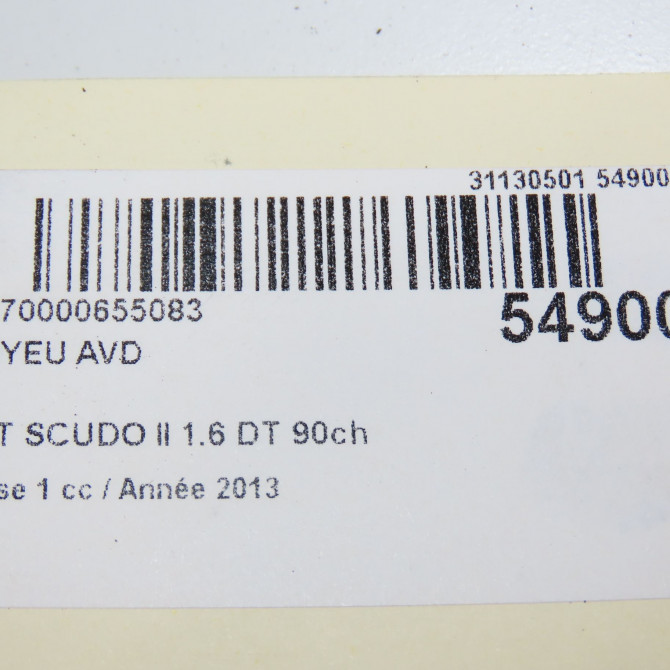 31130501 54900
70000655083
54900
YEU AVD
T SCUDO II 1.6 DT 90ch
se 1 cc / Année 2013